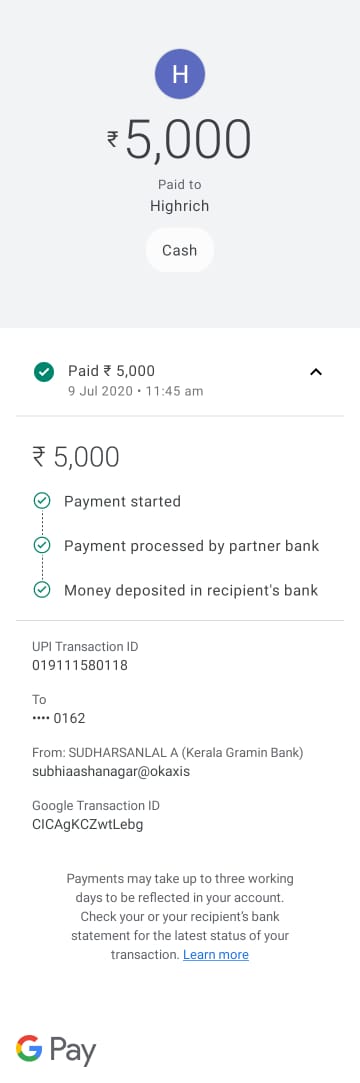 H
₹5,000
Paid to
Highrich
Cash
Paid ₹ 5,000
9 Jul 2020 • 11:45 am
₹ 5,000
Payment started
Payment processed by partner bank
Money deposited in recipient's bank
UPI Transaction ID
019111580118
To
•••• 0162
From: SUDHARSANLAL A (Kerala Gramin Bank)
subhiaashanagar@okaxis
Google Transaction ID
CICAgKCZwtLebg
Payments may take up to three working
days to be reflected in your account.
Check your or your recipient's bank
statement for the latest status of your
transaction. Learn more
G Pay